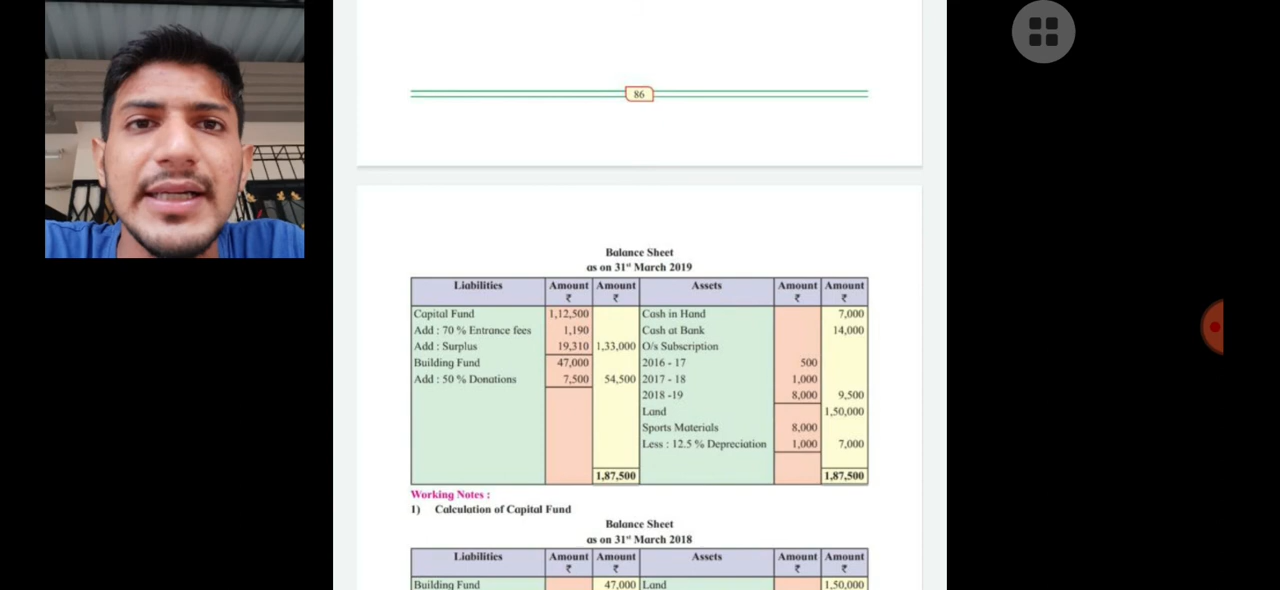 86
Balance Sheet
as on 31st March 2019
Liabilities Amount ₹ Amount ₹ Assets Amount ₹ Amount ₹
Capital Fund 1,12,500 Cash in Hand 7,000
Add : 70 % Entrance fees 1,190 Cash at Bank 14,000
Add : Surplus 19,310 1,33,000 O/s Subscription
Building Fund 47,000 2016 - 17 500
Add : 50 % Donations 7,500 54,500 2017 - 18 1,000
2018 -19 8,000 9,500
Land 1,50,000
Sports Materials 8,000
Less : 12.5 % Depreciation 1,000 7,000
1,87,500 1,87,500
Working Notes :
1) Calculation of Capital Fund
Balance Sheet
as on 31st March 2018
Liabilities Amount ₹ Amount ₹ Assets Amount ₹ Amount ₹
Building Fund 47,000 Land 1,50,000